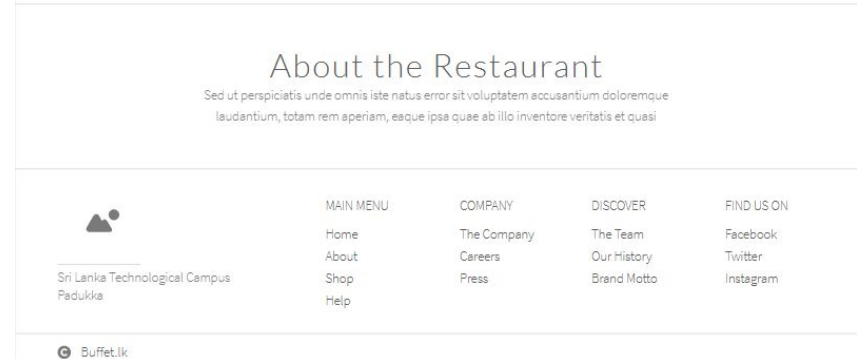 About the Restaurant
Sed ut perspiciatis unde omnis iste natus error sit voluptatem accusantium doloremque
laudantium, totam rem aperiam, eaque ipsa quae ab illo inventore veritatis et quasi
Sri Lanka Technological Campus
Padukka
MAIN MENU
Home
About
Shop
Help
COMPANY
The Company
Careers
Press
DISCOVER
The Team
Our History
Brand Motto
FIND US ON
Facebook
Twitter
Instagram
© Buffet.lk